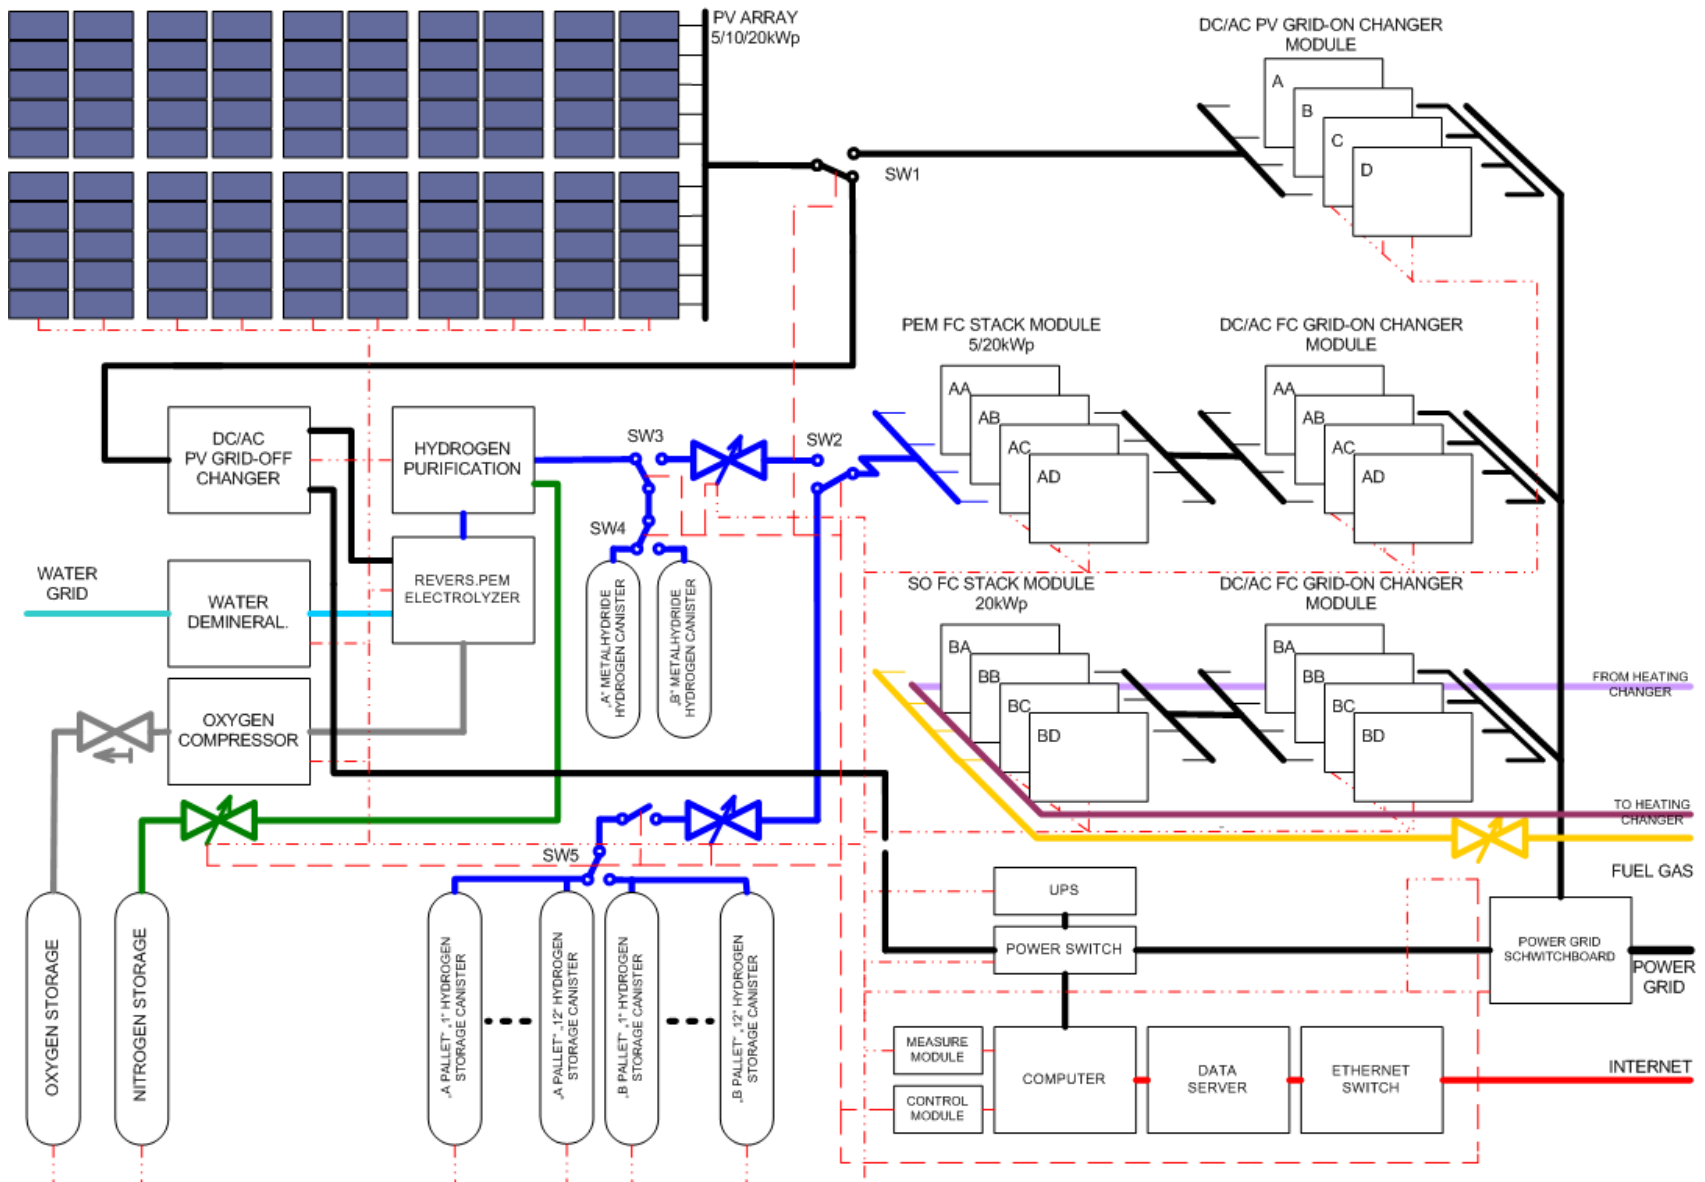 PV ARRAY
5/10/20kWp
DC/AC PV GRID-ON CHANGER
MODULE
A
B
C
D
SW1
PEM FC STACK MODULE
5/20kWp
DC/AC FC GRID-ON CHANGER
MODULE
AA
AB
AC
AD
AA
AB
AC
AD
DC/AC
PV GRID-OFF
CHANGER
HYDROGEN
PURIFICATION
SW3
SW2
SW4
WATER
GRID
WATER
DEMINERAL.
REVERS.PEM
ELECTROLYZER
„A" METALHYDRIDE
HYDROGEN CANISTER
„B" METALHYDRIDE
HYDROGEN CANISTER
SO FC STACK MODULE
20kWp
DC/AC FC GRID-ON CHANGER
MODULE
BA
BB
BC
BD
BA
BB
BC
BD
FROM HEATING
CHANGER
OXYGEN
COMPRESSOR
TO HEATING
CHANGER
SW5
FUEL GAS
UPS
POWER SWITCH
POWER GRID
SCHWITCHBOARD
POWER
GRID
OXYGEN STORAGE
NITROGEN STORAGE
„A PALLET" „1" HYDROGEN
STORAGE CANISTER
„A PALLET" „12" HYDROGEN
STORAGE CANISTER
„B PALLET" „1" HYDROGEN
STORAGE CANISTER
„B PALLET" „12" HYDROGEN
STORAGE CANISTER
MEASURE
MODULE
CONTROL
MODULE
COMPUTER
DATA
SERVER
ETHERNET
SWITCH
INTERNET